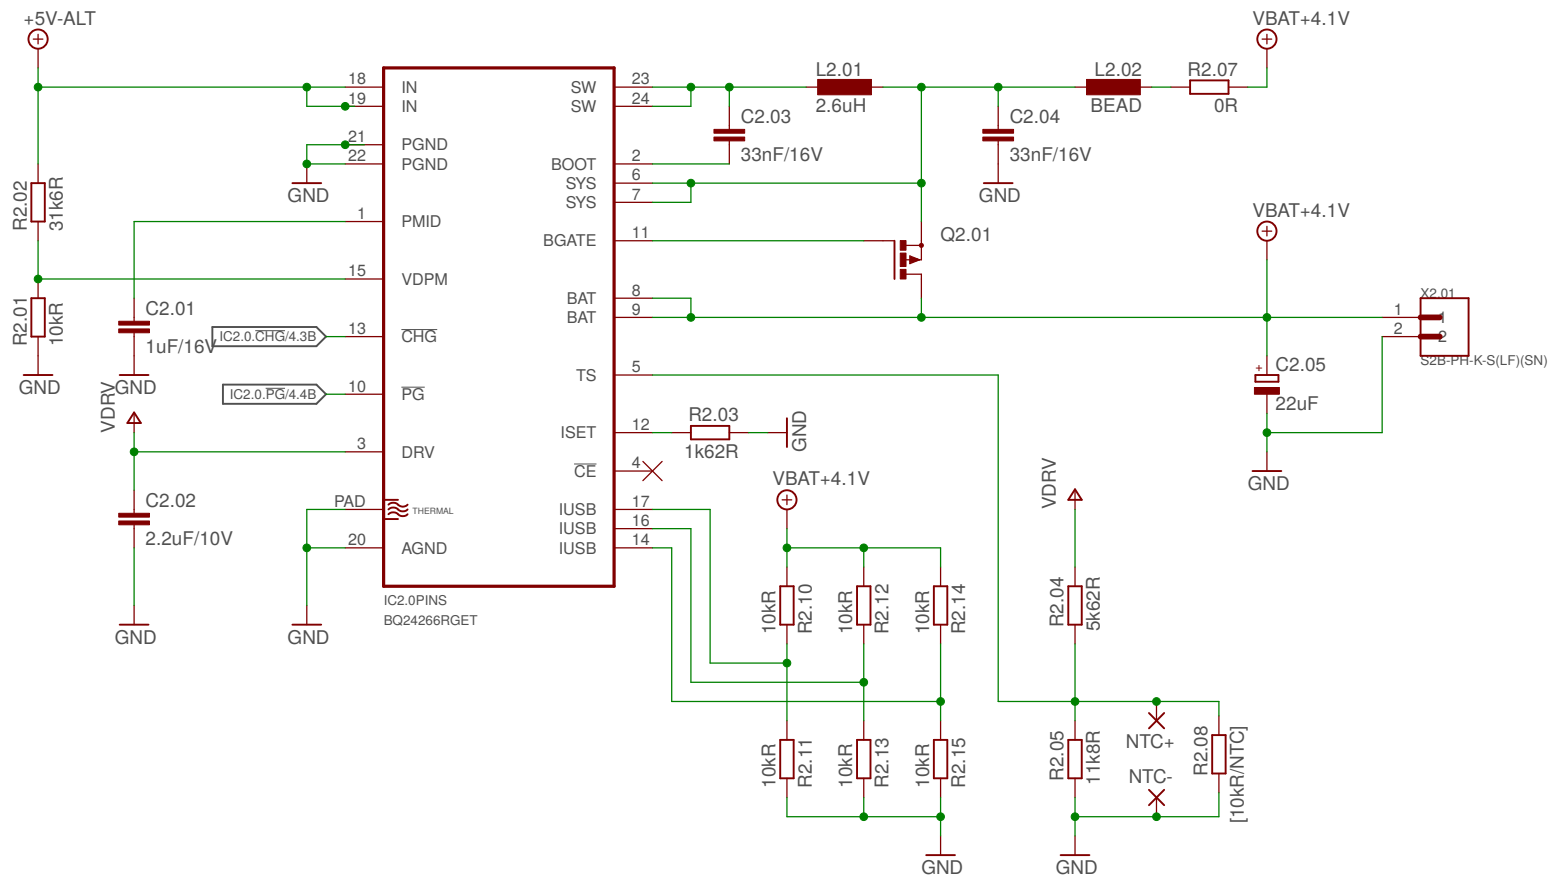 +5V-ALT
VBAT+4.1V
18 IN SW 23
19 IN SW 24
L2.01
2.6uH
L2.02
BEAD
R2.07
0R
21 PGND
22 PGND
GND
C2.03
33nF/16V
C2.04
33nF/16V
GND
BOOT 2
SYS 6
SYS 7
R2.02
31k6R
1 PMID
BGATE 11
Q2.01
VBAT+4.1V
15 VDPM
BAT 8
BAT 9
R2.01
10kR
GND
C2.01
1uF/16V
GND
IC2.0.CHG/4.3B
13 CHG
X2.01
1 1
2 2
S2B-PH-K-S(LF)(SN)
TS 5
C2.05
+
22uF
GND
IC2.0.PG/4.4B
10 PG
VDRV
3 DRV
ISET 12
R2.03
1k62R
GND
CE 4
C2.02
2.2uF/10V
GND
PAD THERMAL
20 AGND
GND
IUSB 17
IUSB 16
IUSB 14
IC2.0PINS
BQ24266RGET
VBAT+4.1V
10kR
R2.10
10kR
R2.12
10kR
R2.14
10kR
R2.11
10kR
R2.13
10kR
R2.15
GND
VDRV
R2.04
5k62R
R2.05
11k8R
NTC+
NTC-
R2.08
[10kR/NTC]
GND